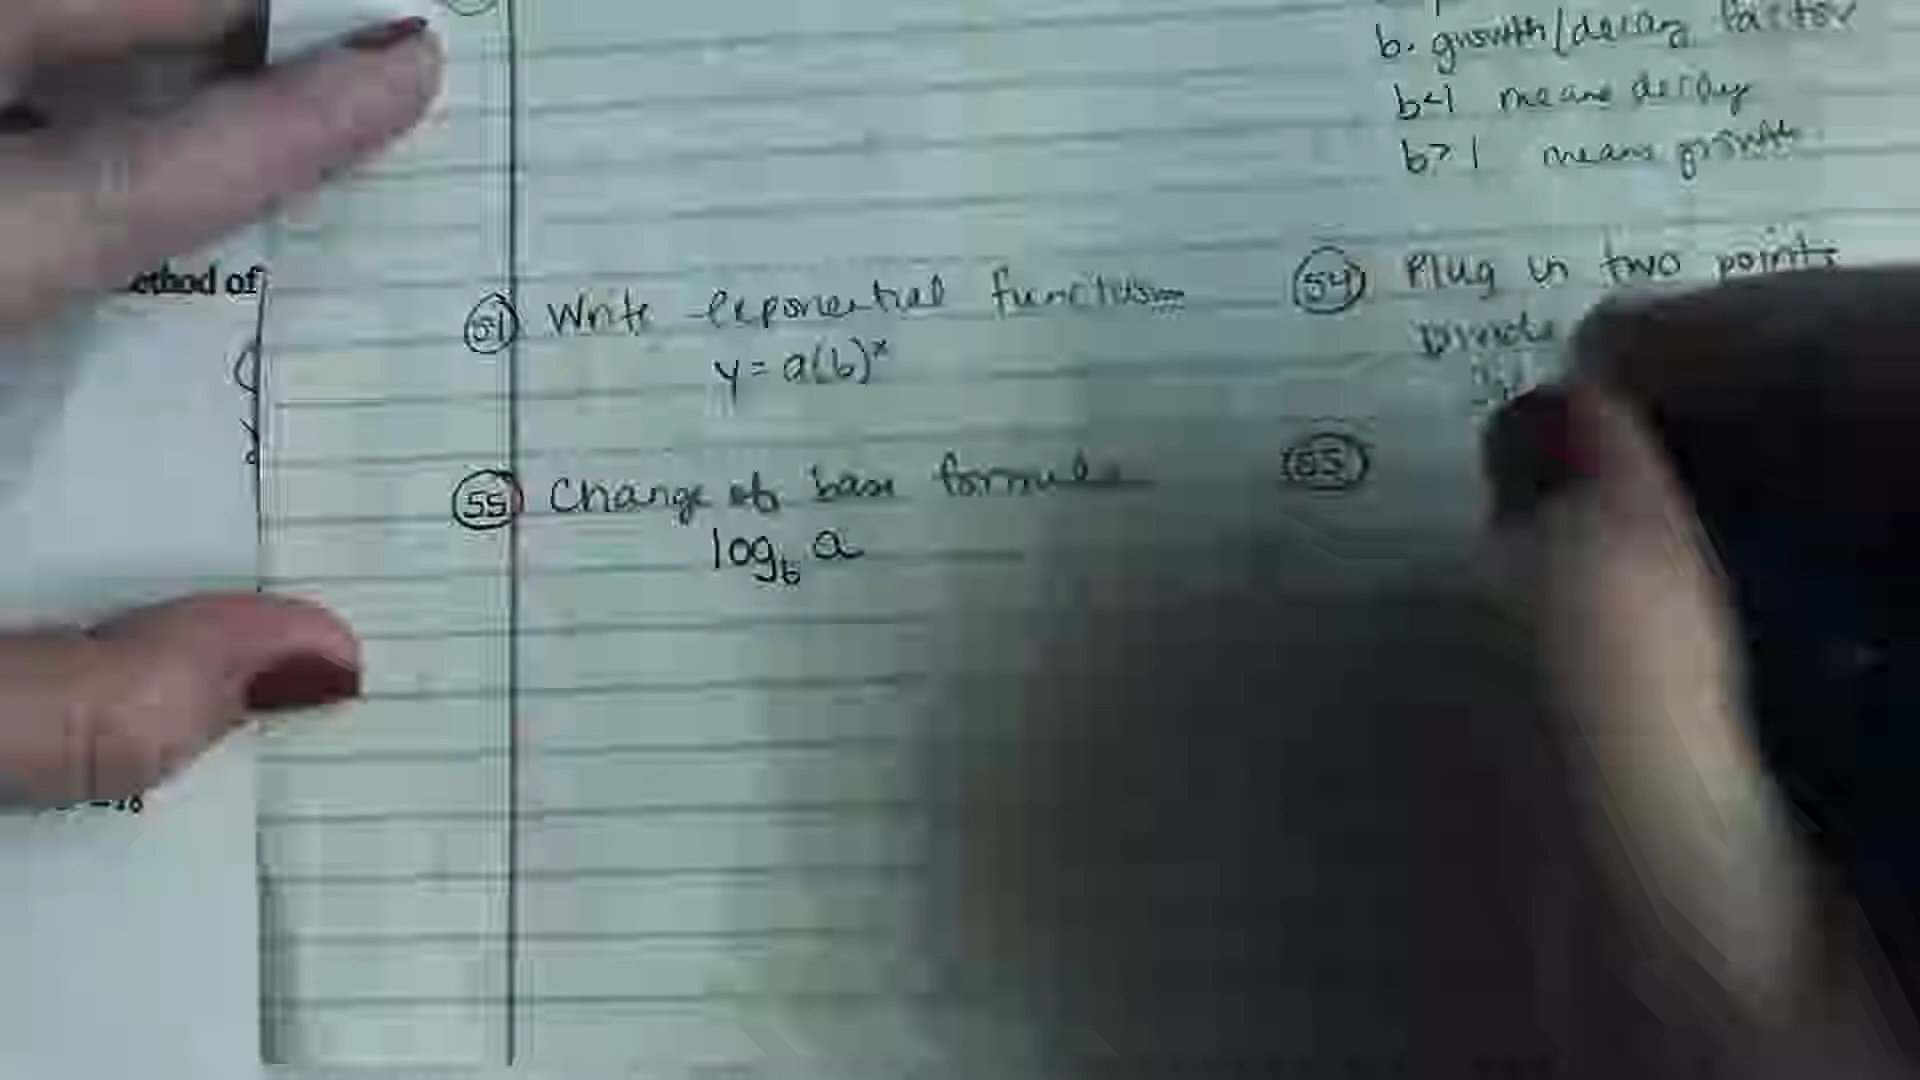 b. growth/decay factor
b<1 means decay
b>1 means growth.
ethod of
51 Write exponential function
y = a(b)ˣ
54 Plug in two points
Divide
55 Change of base formula
log_b a
55